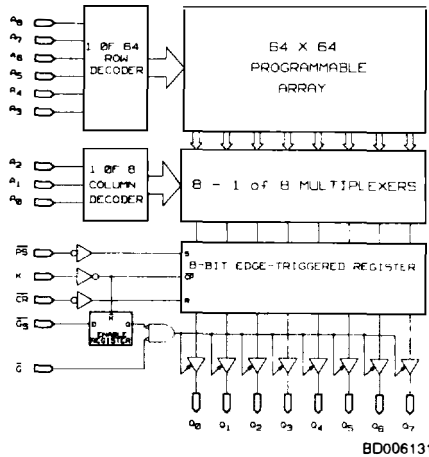 A8
A7
A6
A5
A4
A3
1 OF 64
ROW
DECODER
64 X 64
PROGRAMMABLE
ARRAY
A2
A1
A0
1 OF 8
COLUMN
DECODER
8 - 1 of 8 MULTIPLEXERS
PS
K
CR
GS
G
S
CP
R
8-BIT EDGE-TRIGGERED REGISTER
D
Q
ENABLE
REGISTER
Q0 Q1 Q2 Q3 Q4 Q5 Q6 Q7
BD006131